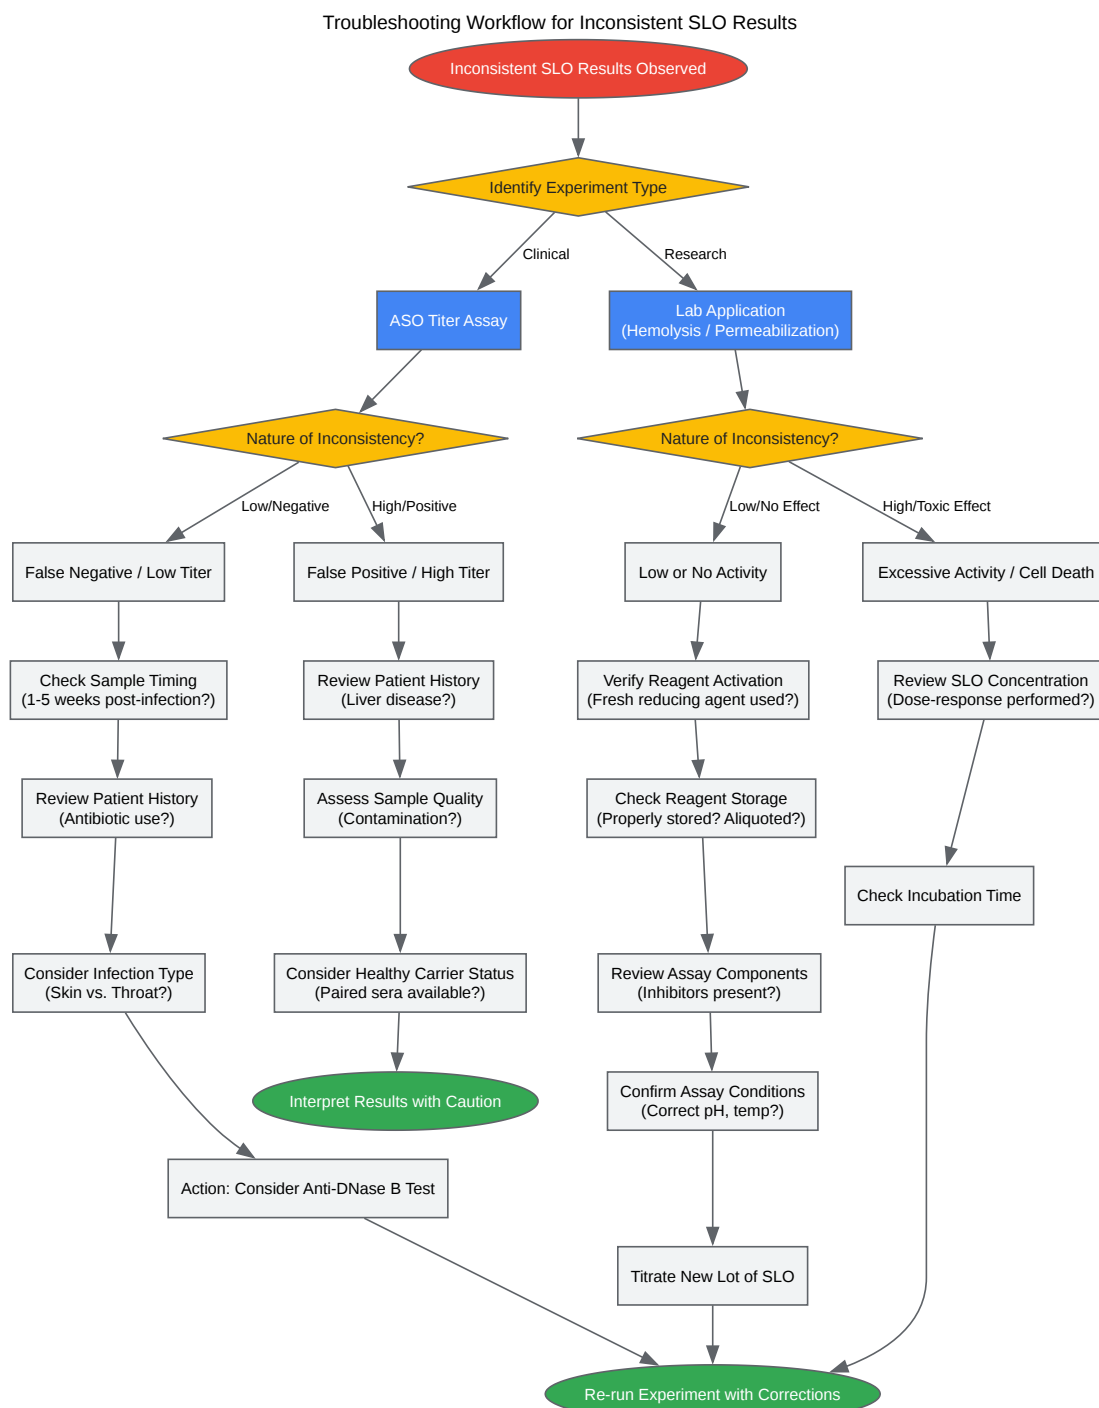 Troubleshooting Workflow for Inconsistent SLO Results
Inconsistent SLO Results Observed
Identify Experiment Type
Clinical
Research
ASO Titer Assay
Lab Application
(Hemolysis / Permeabilization)
Nature of Inconsistency?
Nature of Inconsistency?
Low/Negative
High/Positive
Low/No Effect
High/Toxic Effect
False Negative / Low Titer
False Positive / High Titer
Low or No Activity
Excessive Activity / Cell Death
Check Sample Timing
(1-5 weeks post-infection?)
Review Patient History
(Liver disease?)
Verify Reagent Activation
(Fresh reducing agent used?)
Review SLO Concentration
(Dose-response performed?)
Review Patient History
(Antibiotic use?)
Assess Sample Quality
(Contamination?)
Check Reagent Storage
(Properly stored? Aliquoted?)
Check Incubation Time
Consider Infection Type
(Skin vs. Throat?)
Consider Healthy Carrier Status
(Paired sera available?)
Review Assay Components
(Inhibitors present?)
Interpret Results with Caution
Confirm Assay Conditions
(Correct pH, temp?)
Action: Consider Anti-DNase B Test
Titrate New Lot of SLO
Re-run Experiment with Corrections